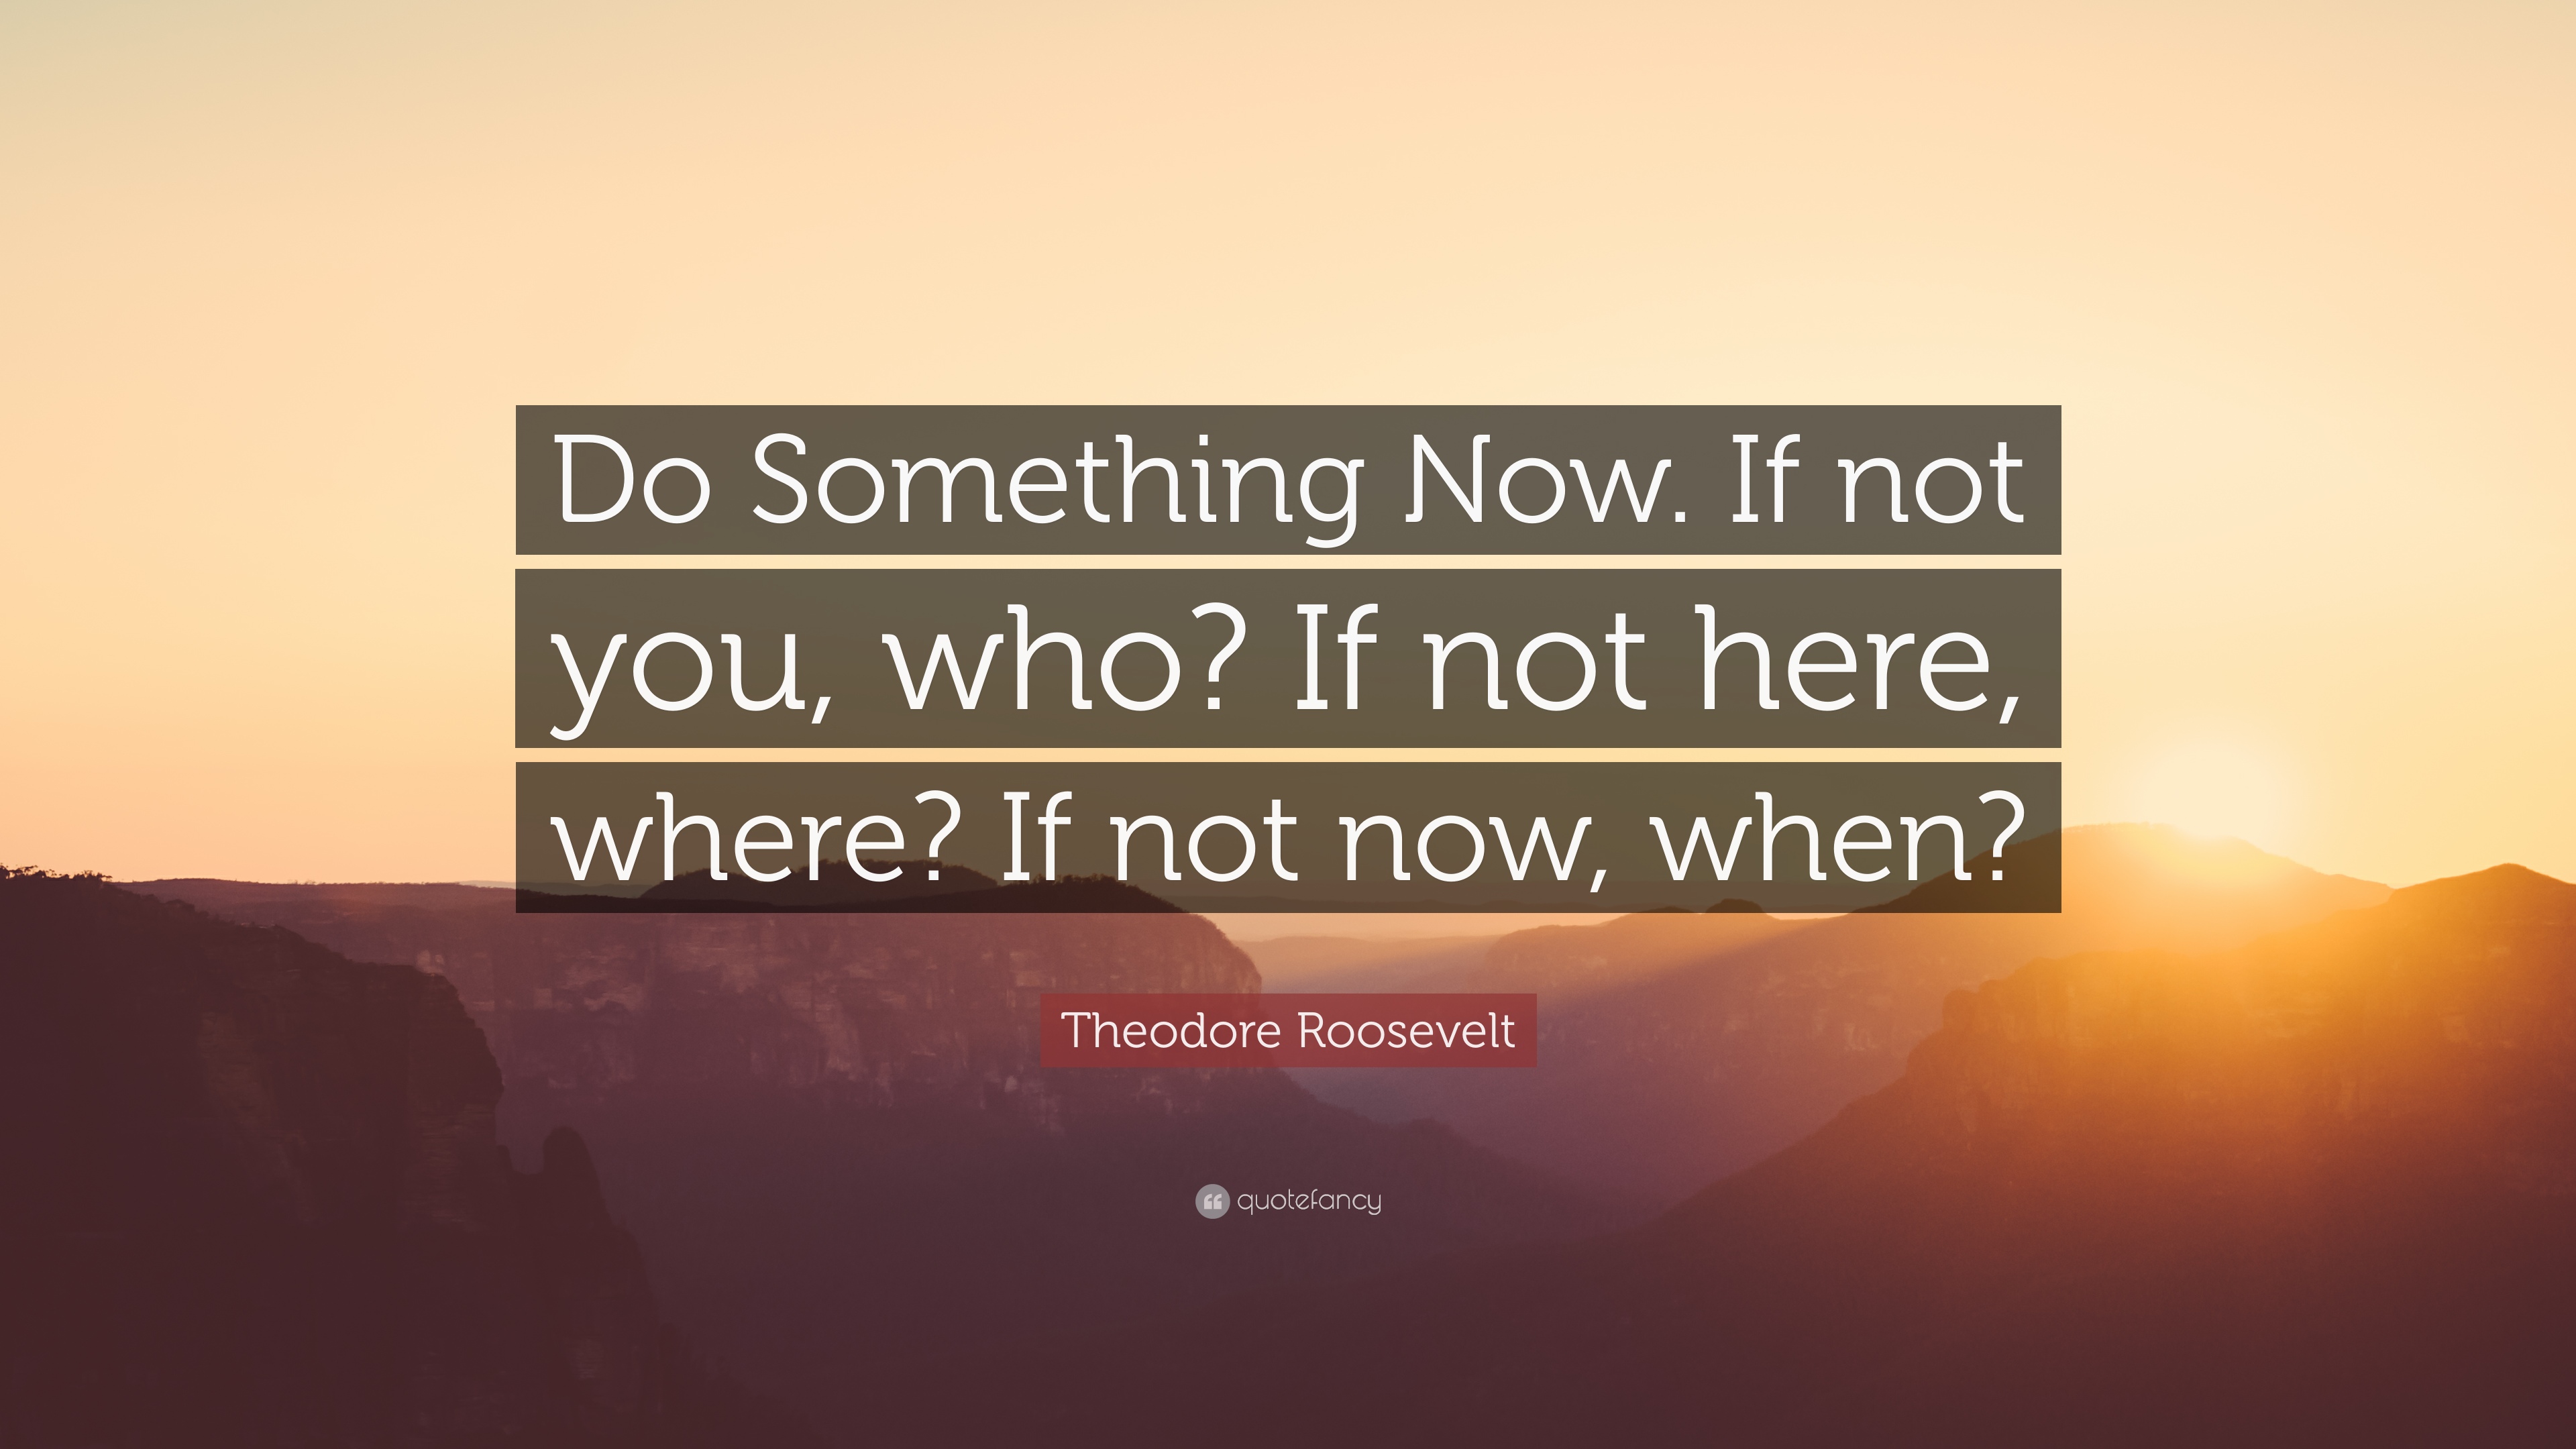 Do Something Now. If not
you, who? If not here,
where? If not now, when?
Theodore Roosevelt
quotefancy